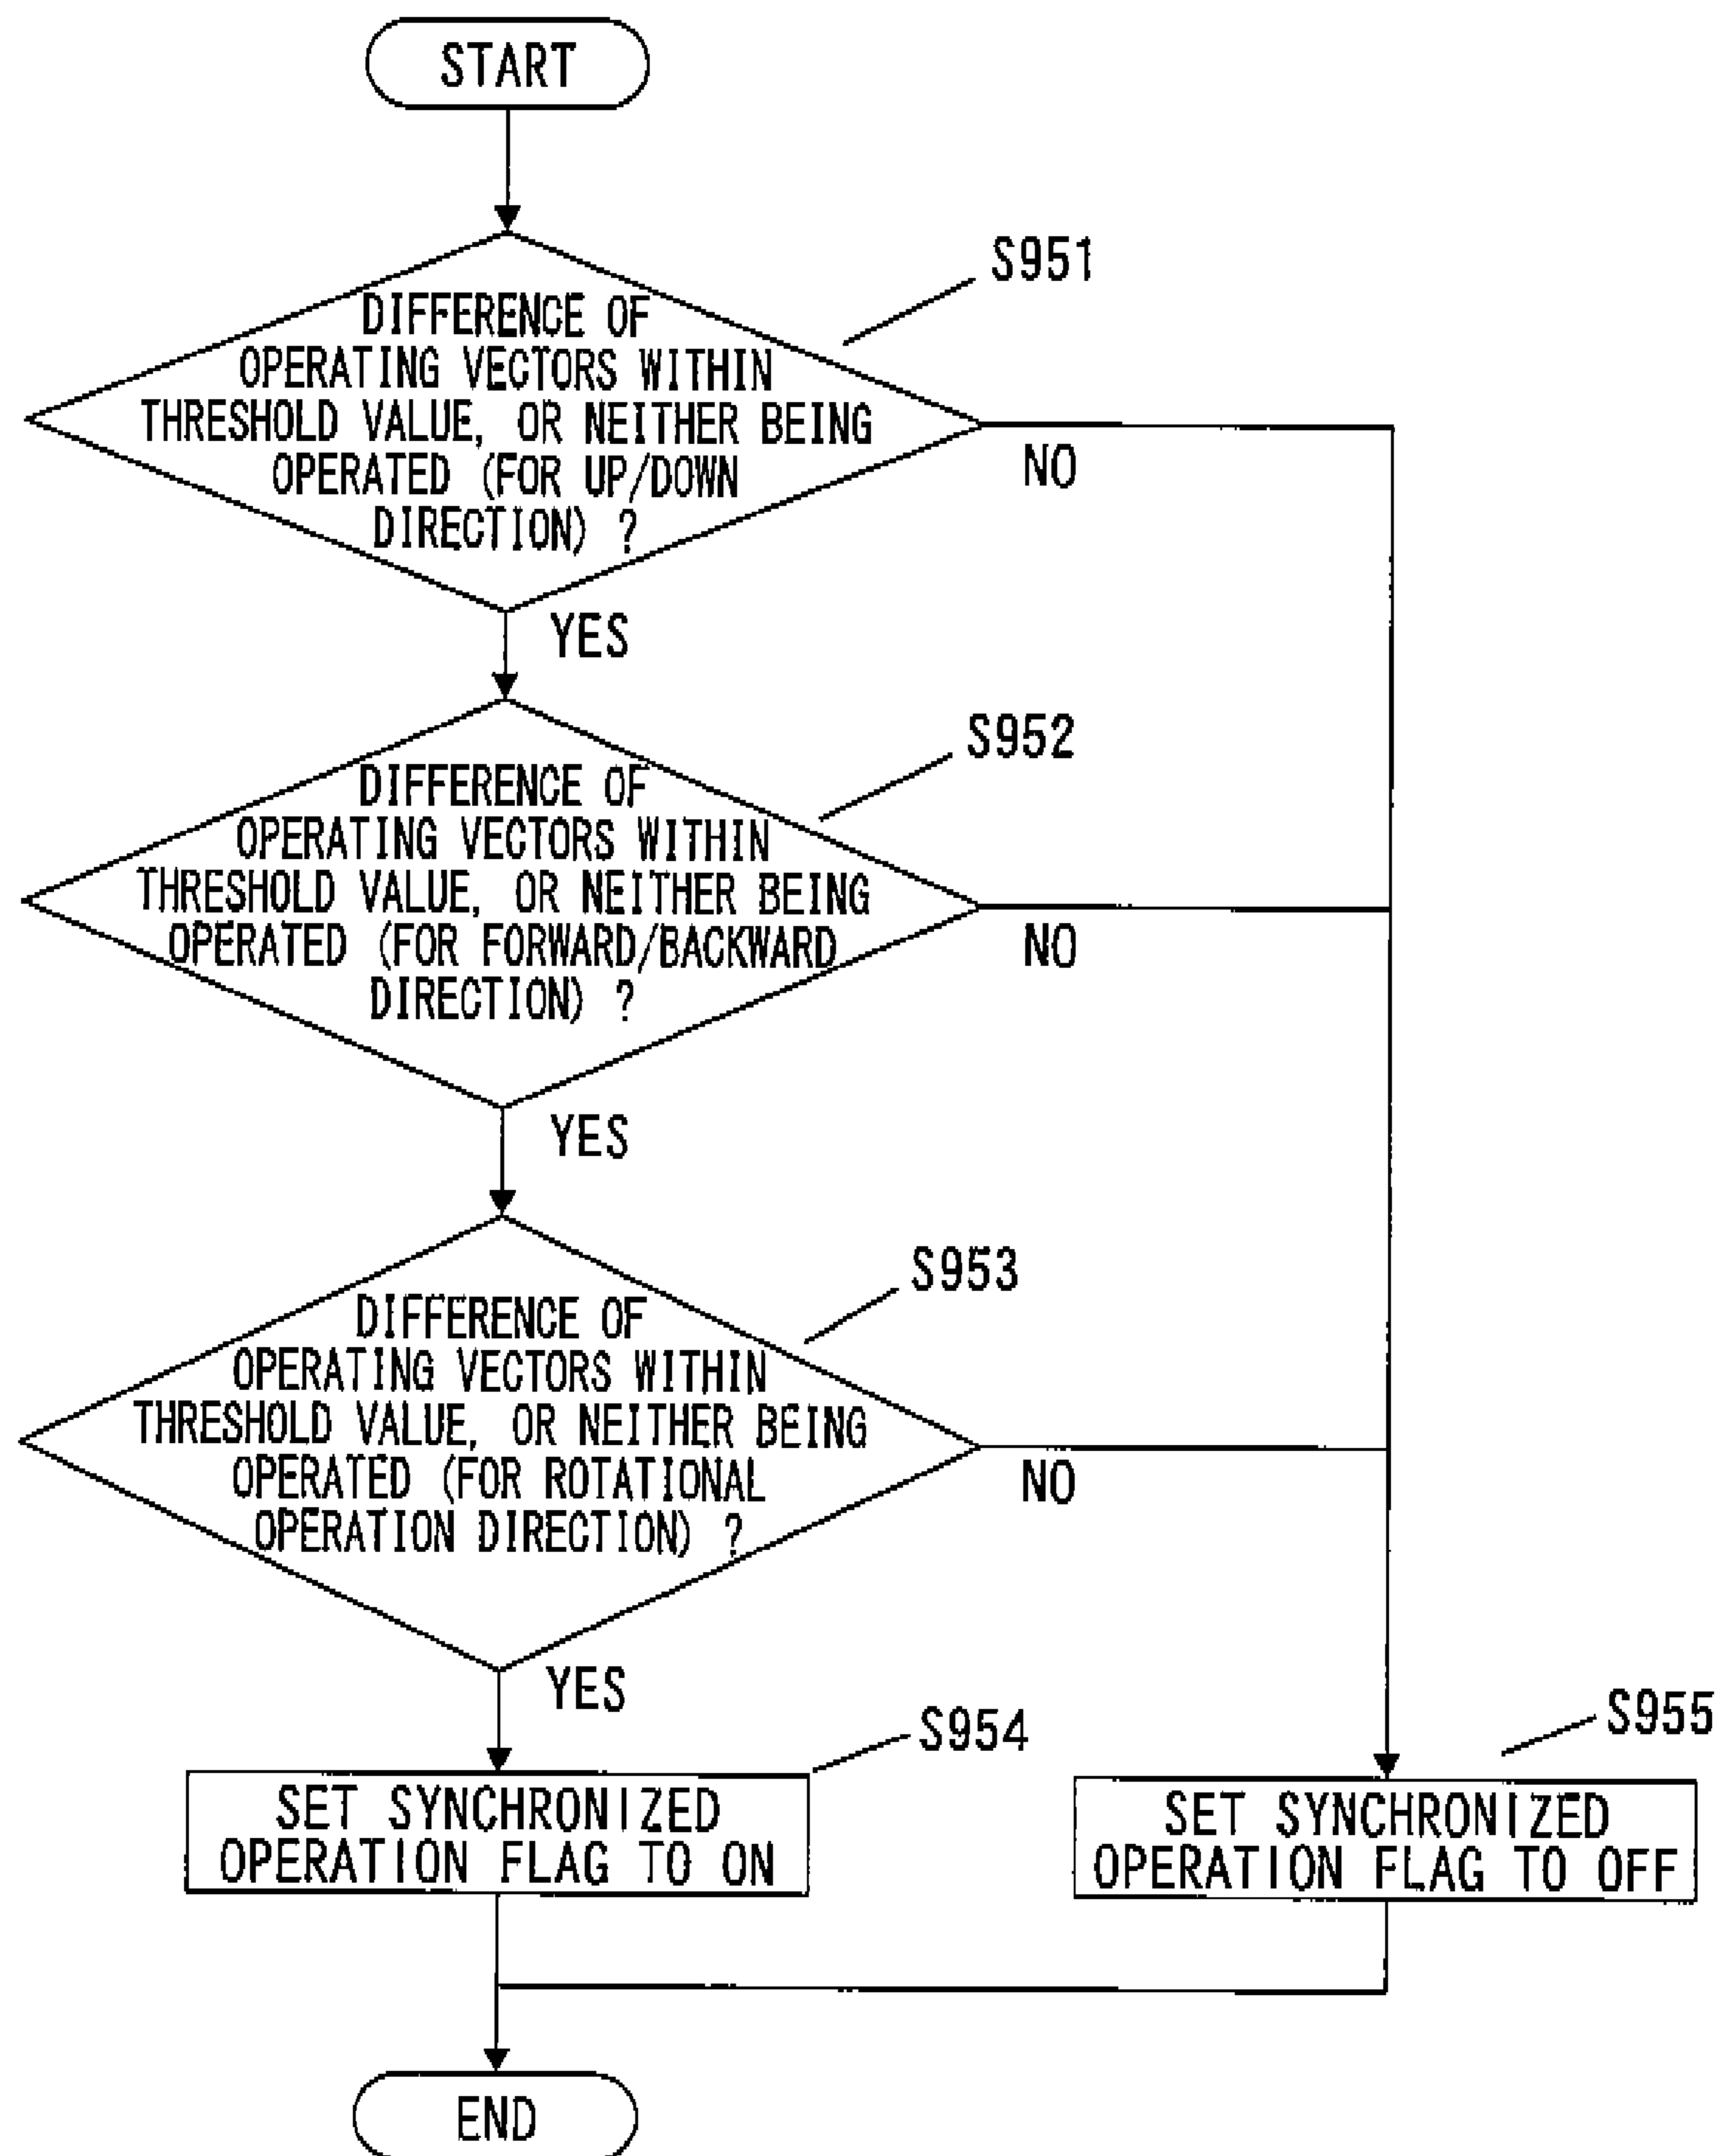 START
S951
DIFFERENCE OF
OPERATING VECTORS WITHIN
THRESHOLD VALUE, OR NEITHER BEING
OPERATED (FOR UP/DOWN
DIRECTION) ?
NO
YES
S952
DIFFERENCE OF
OPERATING VECTORS WITHIN
THRESHOLD VALUE, OR NEITHER BEING
OPERATED (FOR FORWARD/BACKWARD
DIRECTION) ?
NO
YES
S953
DIFFERENCE OF
OPERATING VECTORS WITHIN
THRESHOLD VALUE, OR NEITHER BEING
OPERATED (FOR ROTATIONAL
OPERATION DIRECTION) ?
NO
YES
S954
SET SYNCHRONIZED
OPERATION FLAG TO ON
S955
SET SYNCHRONIZED
OPERATION FLAG TO OFF
END